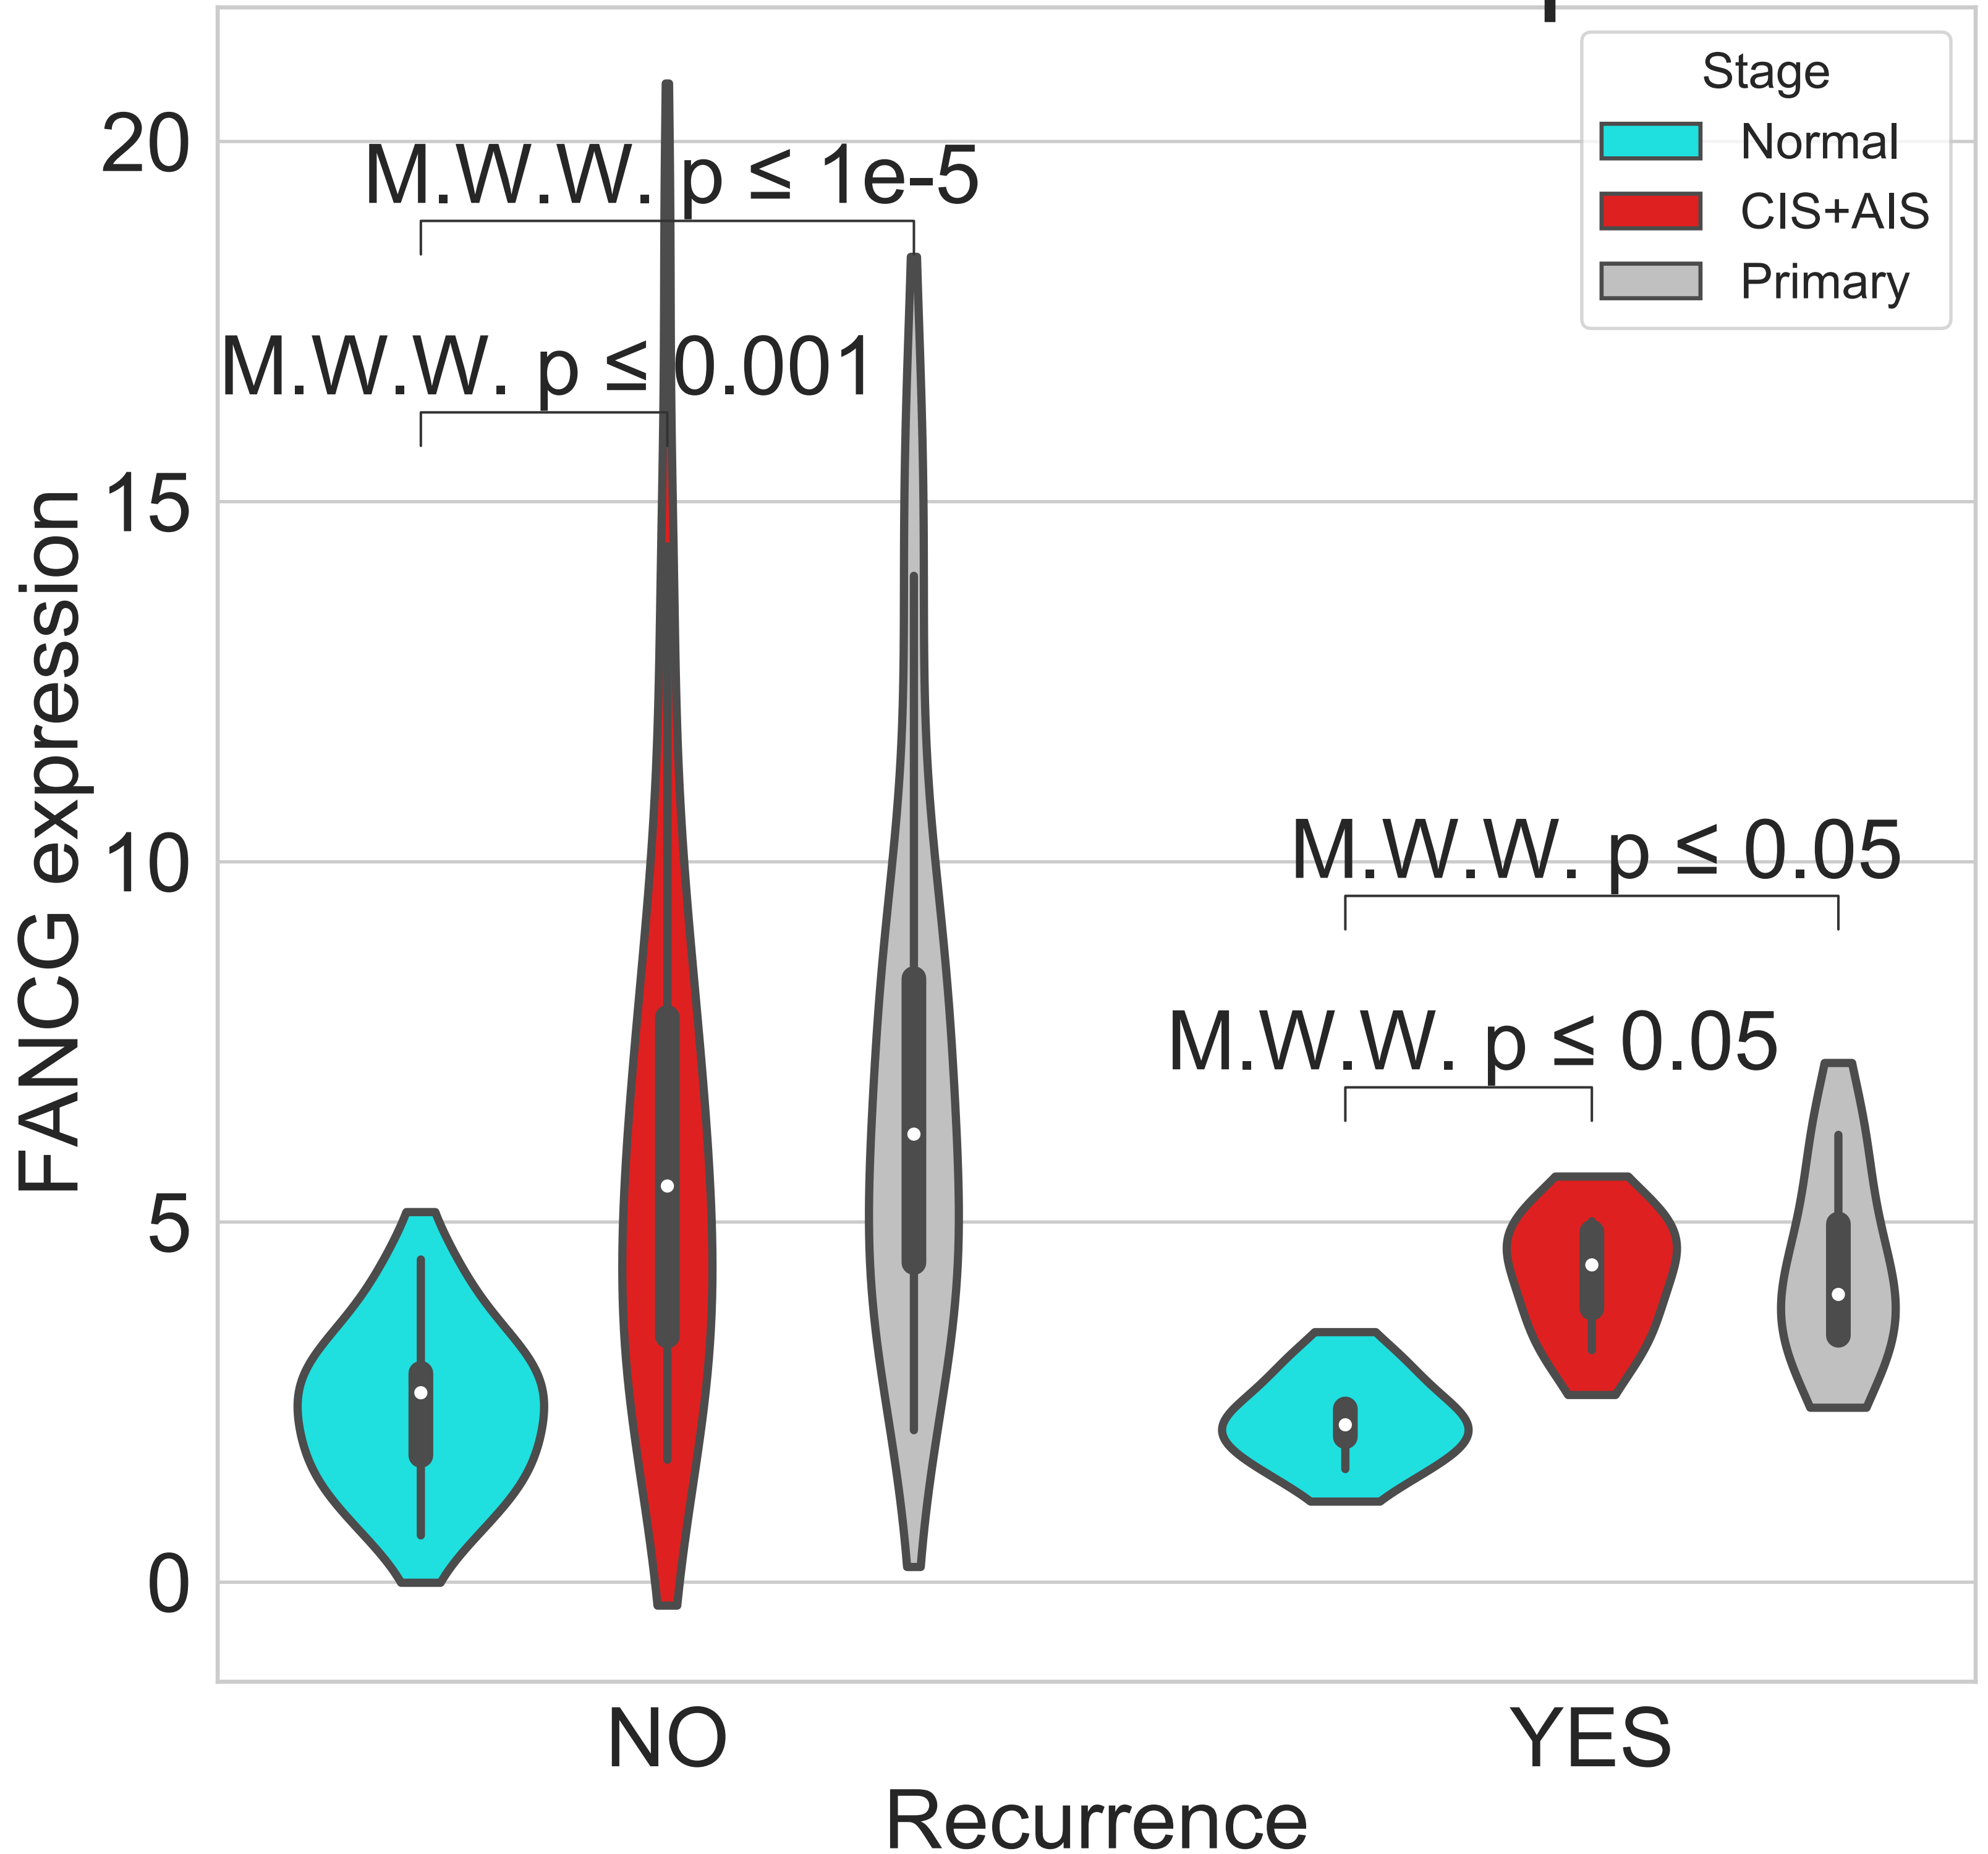 Stage
Normal
CIS+AIS
Primary
20
15
10
5
0
FANCG expression
M.W.W. p ≤ 1e-5
M.W.W. p ≤ 0.001
M.W.W. p ≤ 0.05
M.W.W. p ≤ 0.05
NO
YES
Recurrence